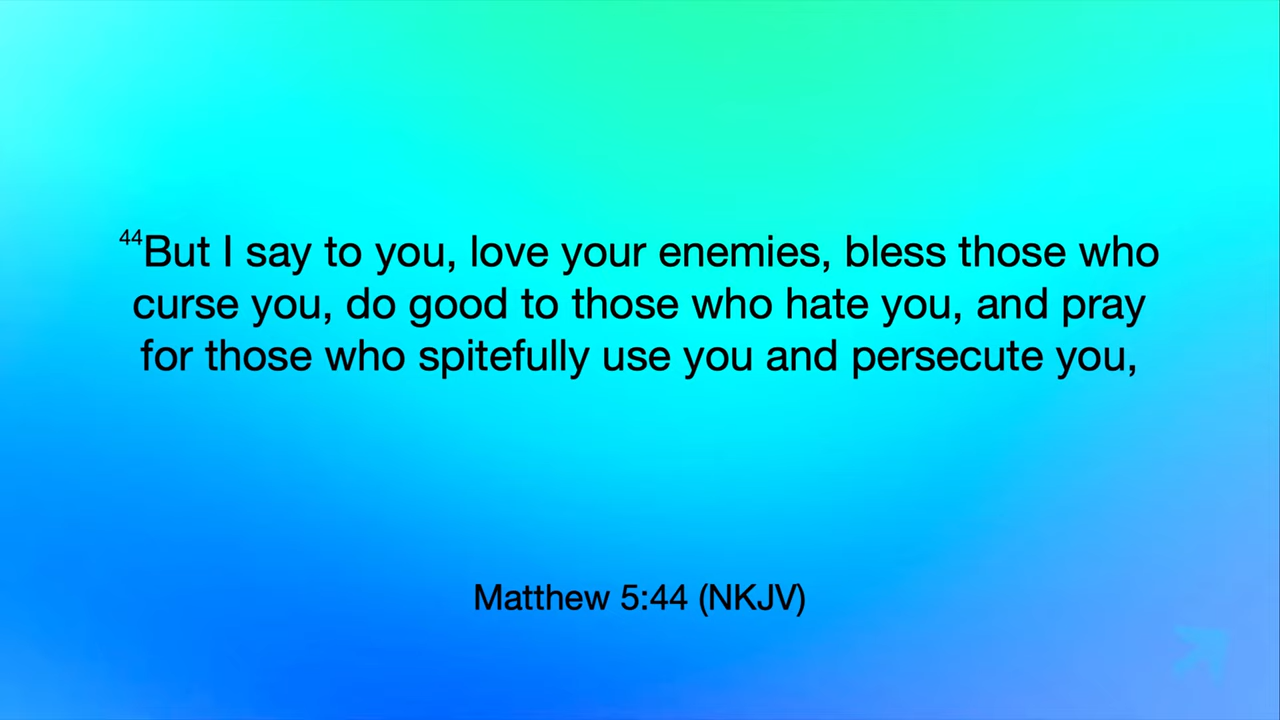 44But I say to you, love your enemies, bless those who
curse you, do good to those who hate you, and pray
for those who spitefully use you and persecute you,
Matthew 5:44 (NKJV)